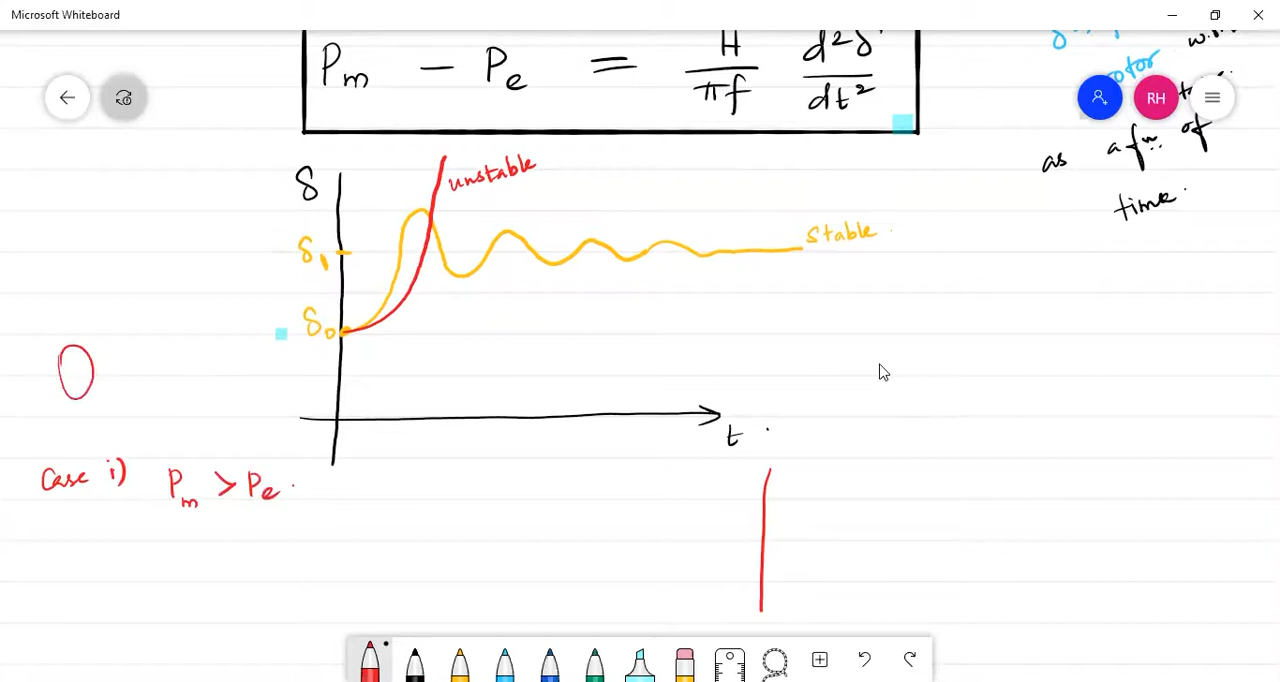 Microsoft Whiteboard
Pm - Pe = H/πf d²δ/dt²
w.r.
rotor
RH
as a fn. of
time.
δ
unstable
δ1
stable
δ0
t
Case i) Pm > Pe.